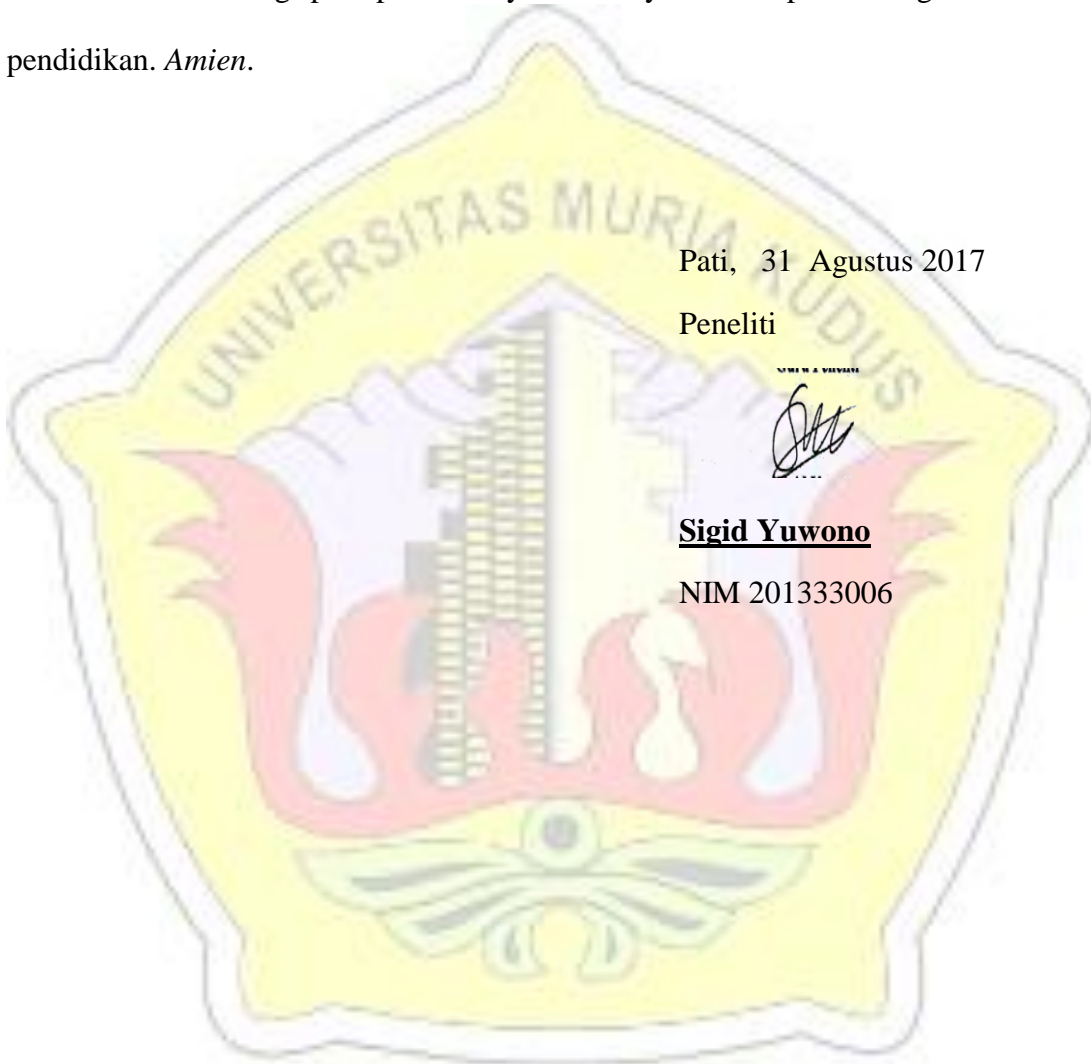 pendidikan. Amien.
UNIVERSITAS MURIA KUDUS
Pati, 31 Agustus 2017
Peneliti
Sigid Yuwono
NIM 201333006